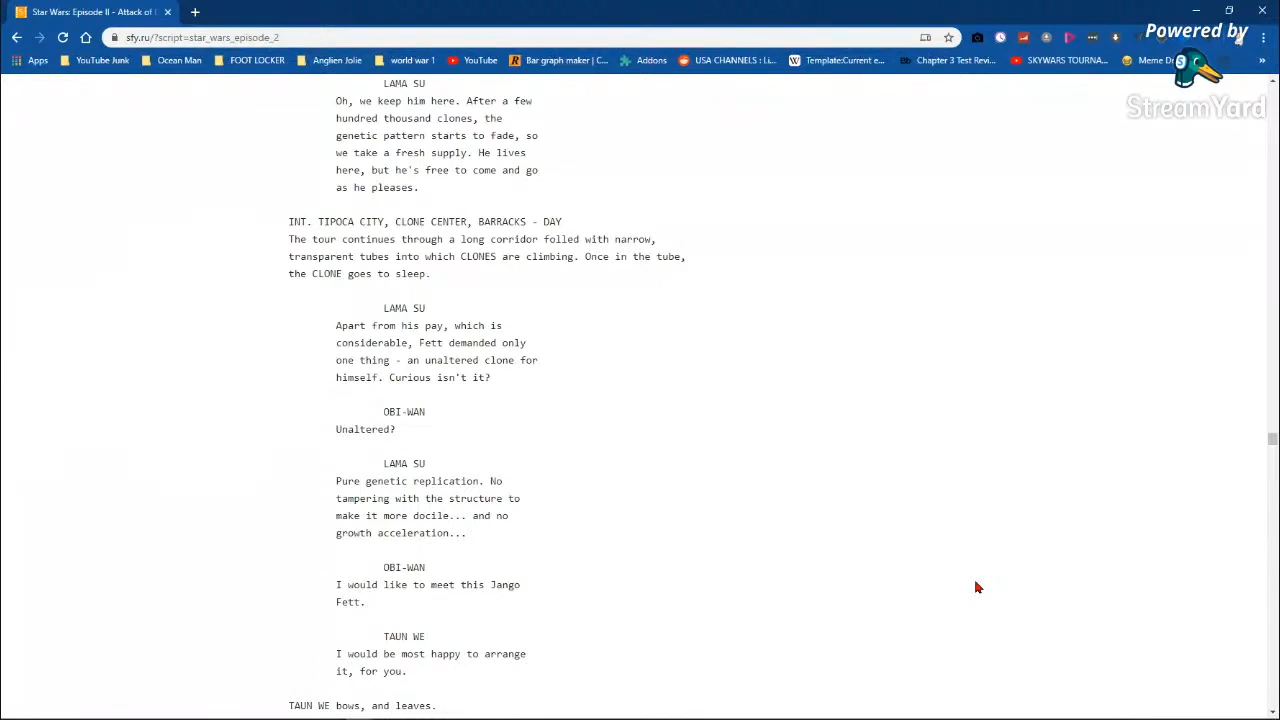 Star Wars: Episode II - Attack of
Powered by
sfy.ru/?script=star_wars_episode_2
Apps YouTube Junk Ocean Man FOOT LOCKER Anglien Jolie world war 1 YouTube Bar graph maker | C... Addons USA CHANNELS : Li... Template:Current e... Chapter 3 Test Revi... SKYWARS TOURNA... Meme De
StreamYard
LAMA SU
Oh, we keep him here. After a few
hundred thousand clones, the
genetic pattern starts to fade, so
we take a fresh supply. He lives
here, but he's free to come and go
as he pleases.
INT. TIPOCA CITY, CLONE CENTER, BARRACKS - DAY
The tour continues through a long corridor folled with narrow,
transparent tubes into which CLONES are climbing. Once in the tube,
the CLONE goes to sleep.
LAMA SU
Apart from his pay, which is
considerable, Fett demanded only
one thing - an unaltered clone for
himself. Curious isn't it?
OBI-WAN
Unaltered?
LAMA SU
Pure genetic replication. No
tampering with the structure to
make it more docile... and no
growth acceleration...
OBI-WAN
I would like to meet this Jango
Fett.
TAUN WE
I would be most happy to arrange
it, for you.
TAUN WE bows, and leaves.